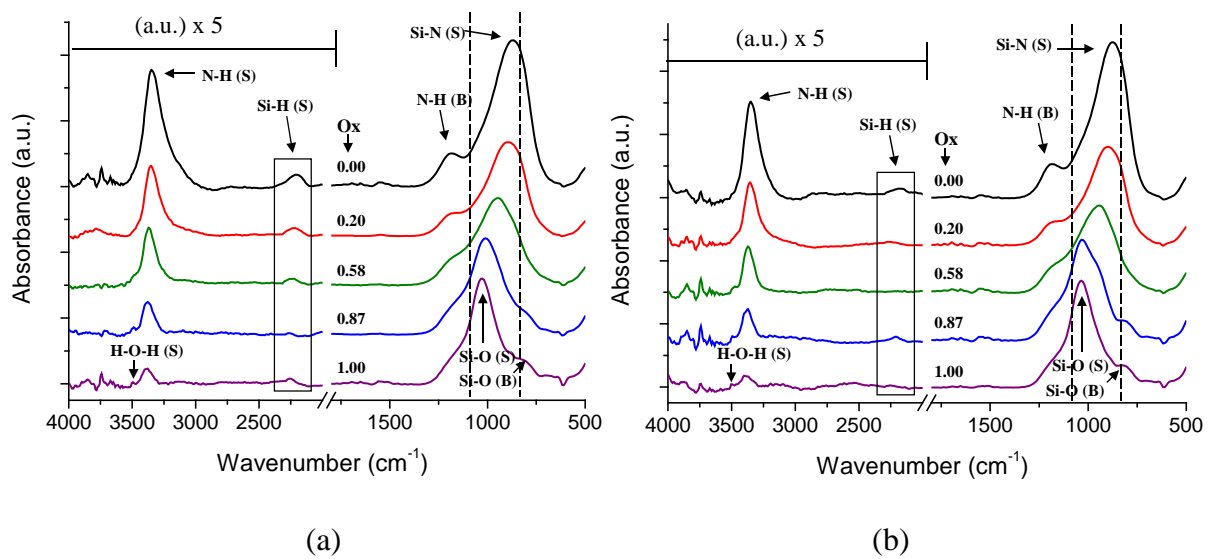 (a.u.) x 5
Si-N (S)
N-H (S)
N-H (B)
Si-H (S)
Ox
0.00
0.20
0.58
0.87
1.00
H-O-H (S)
Si-O (S)
Si-O (B)
Absorbance (a.u.)
4000 3500 3000 2500 1500 1000 500
Wavenumber (cm⁻¹)
(a)
(a.u.) x 5
Si-N (S)
N-H (S)
N-H (B)
Si-H (S)
Ox
0.00
0.20
0.58
0.87
1.00
H-O-H (S)
Si-O (S)
Si-O (B)
Absorbance (a.u.)
4000 3500 3000 2500 1500 1000 500
Wavenumber (cm⁻¹)
(b)